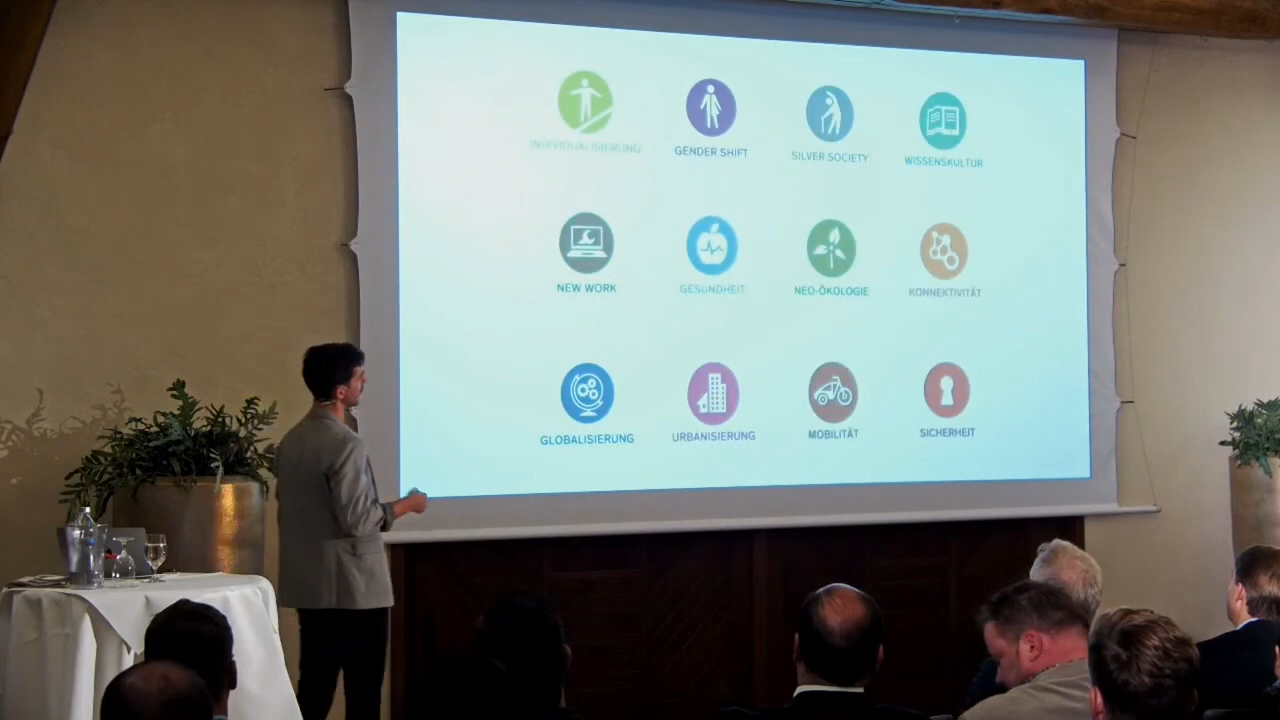 INDIVIDUALISIERUNG
GENDER SHIFT
SILVER SOCIETY
WISSENSKULTUR
NEW WORK
GESUNDHEIT
NEO-ÖKOLOGIE
KONNEKTIVITÄT
GLOBALISIERUNG
URBANISIERUNG
MOBILITÄT
SICHERHEIT